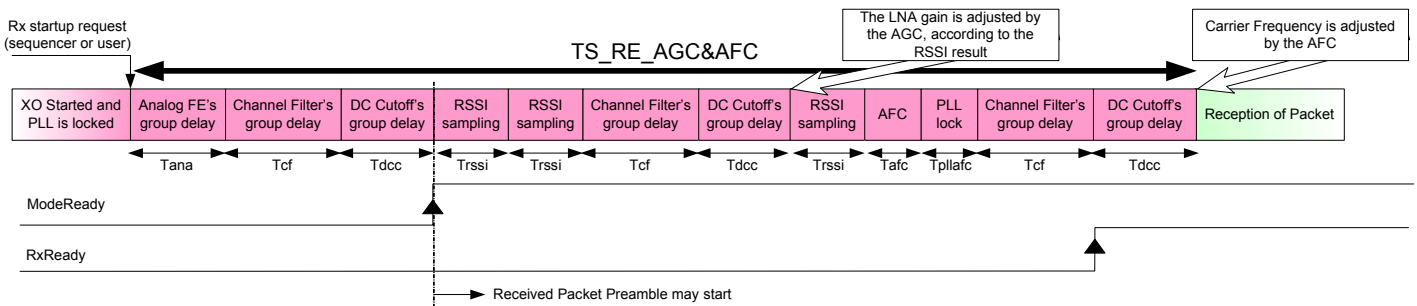 Rx startup request
(sequencer or user)
TS_RE_AGC&AFC
The LNA gain is adjusted by
the AGC, according to the
RSSI result
Carrier Frequency is adjusted
by the AFC
XO Started and
PLL is locked
Analog FE's
group delay
Channel Filter's
group delay
DC Cutoff's
group delay
RSSI
sampling
RSSI
sampling
Channel Filter's
group delay
DC Cutoff's
group delay
RSSI
sampling
AFC
PLL
lock
Channel Filter's
group delay
DC Cutoff's
group delay
Reception of Packet
Tana
Tcf
Tdcc
Trssi
Trssi
Tcf
Tdcc
Trssi
Tafc
Tpllafc
Tcf
Tdcc
ModeReady
RxReady
Received Packet Preamble may start